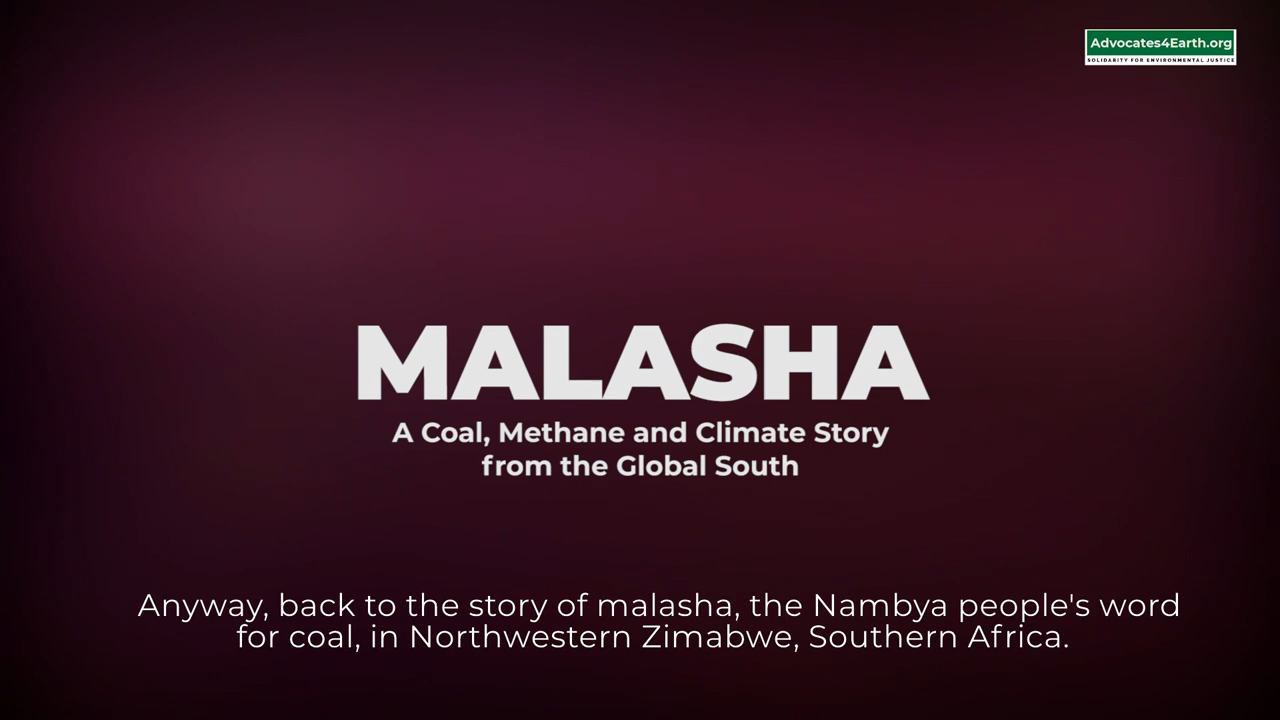 Advocates4Earth.org
SOLIDARITY FOR ENVIRONMENTAL JUSTICE
MALASHA
A Coal, Methane and Climate Story
from the Global South
Anyway, back to the story of malasha, the Nambya people's word
for coal, in Northwestern Zimabwe, Southern Africa.